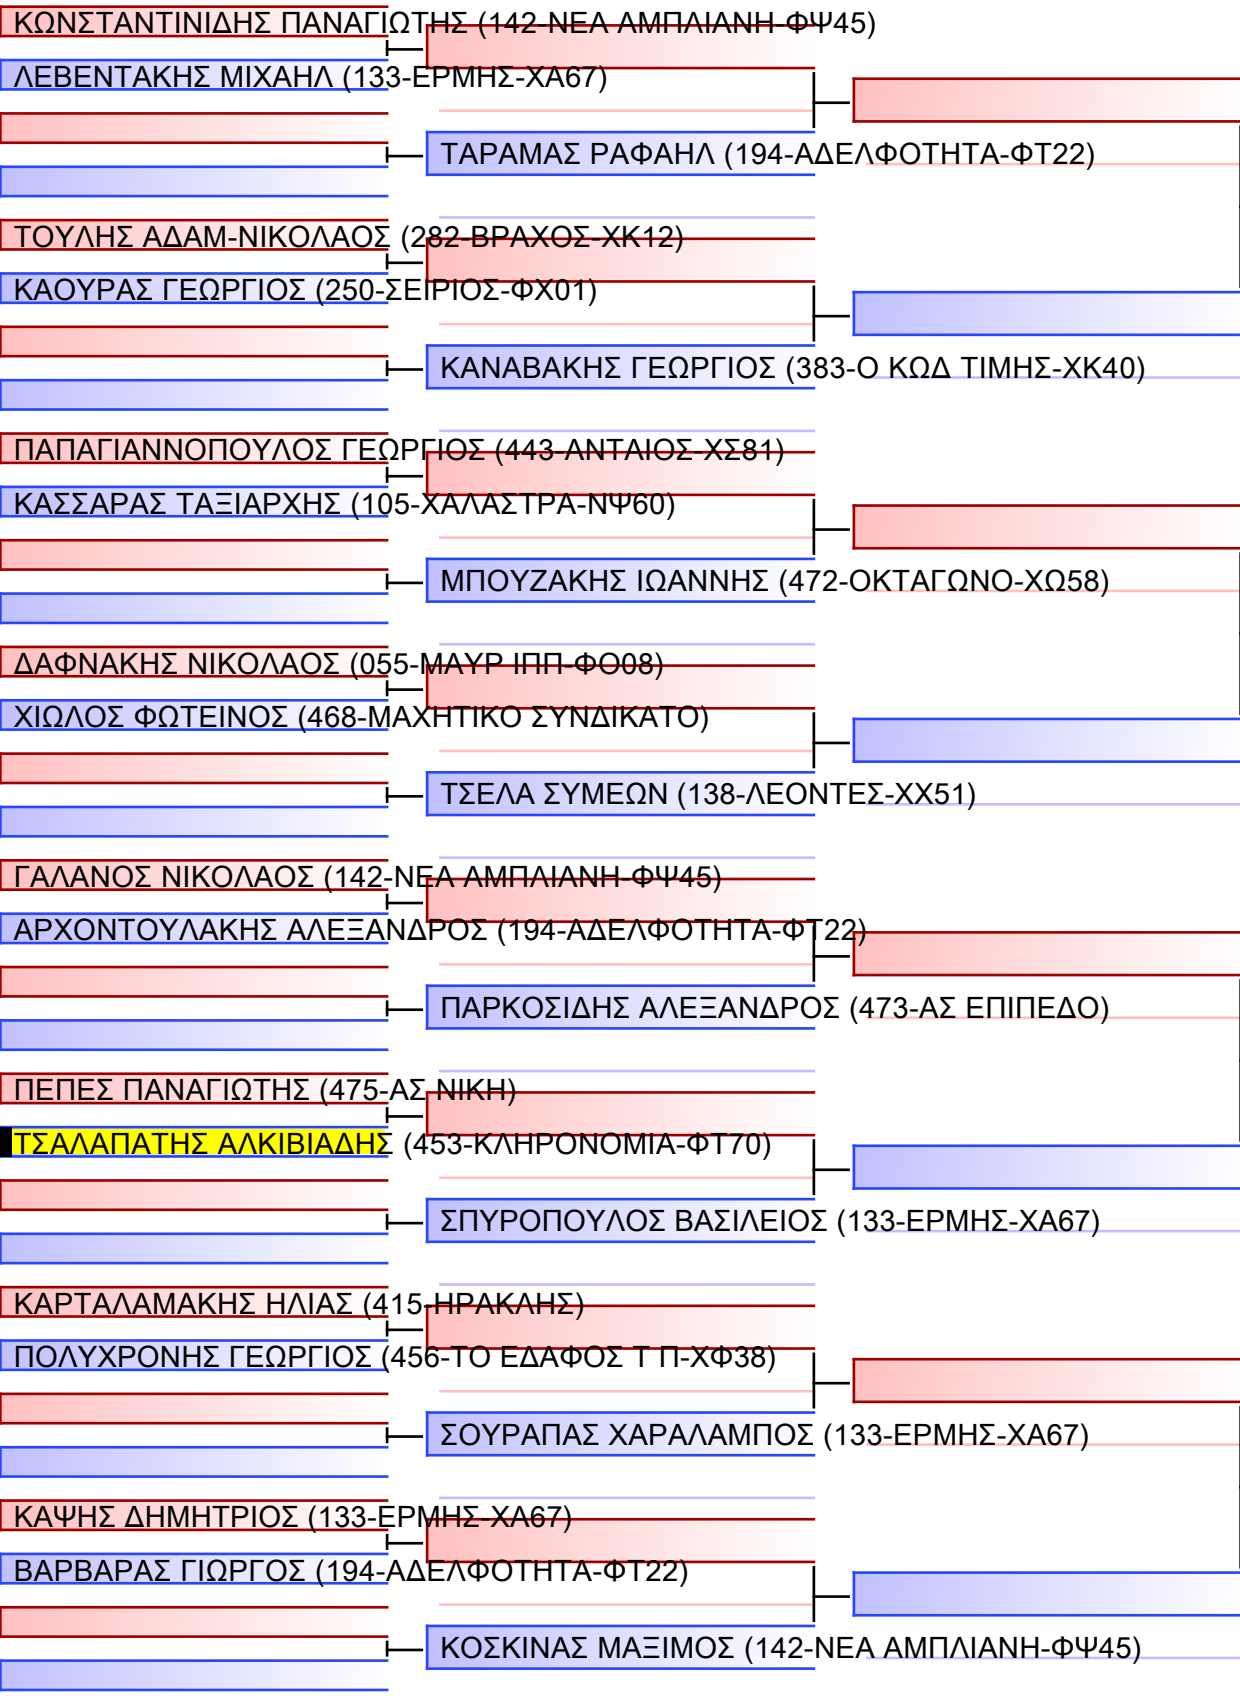 ΚΩΝΣΤΑΝΤΙΝΙΔΗΣ ΠΑΝΑΓΙΩΤΗΣ (142-ΝΕΑ ΑΜΠΛΙΑΝΗ-ΦΨ45)
ΛΕΒΕΝΤΑΚΗΣ ΜΙΧΑΗΛ (133-ΕΡΜΗΣ-ΧΑ67)
ΤΑΡΑΜΑΣ ΡΑΦΑΗΛ (194-ΑΔΕΛΦΟΤΗΤΑ-ΦΤ22)
ΤΟΥΛΗΣ ΑΔΑΜ-ΝΙΚΟΛΑΟΣ (282-ΒΡΑΧΟΣ-ΧΚ12)
ΚΑΟΥΡΑΣ ΓΕΩΡΓΙΟΣ (250-ΣΕΙΡΙΟΣ-ΦΧ01)
ΚΑΝΑΒΑΚΗΣ ΓΕΩΡΓΙΟΣ (383-Ο ΚΩΔ ΤΙΜΗΣ-ΧΚ40)
ΠΑΠΑΓΙΑΝΝΟΠΟΥΛΟΣ ΓΕΩΡΓΙΟΣ (443-ΑΝΤΑΙΟΣ-ΧΣ81)
ΚΑΣΣΑΡΑΣ ΤΑΞΙΑΡΧΗΣ (105-ΧΑΛΑΣΤΡΑ-ΝΨ60)
ΜΠΟΥΖΑΚΗΣ ΙΩΑΝΝΗΣ (472-ΟΚΤΑΓΩΝΟ-ΧΩ58)
ΔΑΦΝΑΚΗΣ ΝΙΚΟΛΑΟΣ (055-ΜΑΥΡ ΙΠΠ-ΦΟ08)
ΧΙΩΛΟΣ ΦΩΤΕΙΝΟΣ (468-ΜΑΧΗΤΙΚΟ ΣΥΝΔΙΚΑΤΟ)
ΤΣΕΛΑ ΣΥΜΕΩΝ (138-ΛΕΟΝΤΕΣ-ΧΧ51)
ΓΑΛΑΝΟΣ ΝΙΚΟΛΑΟΣ (142-ΝΕΑ ΑΜΠΛΙΑΝΗ-ΦΨ45)
ΑΡΧΟΝΤΟΥΛΑΚΗΣ ΑΛΕΞΑΝΔΡΟΣ (194-ΑΔΕΛΦΟΤΗΤΑ-ΦΤ22)
ΠΑΡΚΟΣΙΔΗΣ ΑΛΕΞΑΝΔΡΟΣ (473-ΑΣ ΕΠΙΠΕΔΟ)
ΠΕΠΕΣ ΠΑΝΑΓΙΩΤΗΣ (475-ΑΣ ΝΙΚΗ)
ΤΣΑΛΑΠΑΤΗΣ ΑΛΚΙΒΙΑΔΗΣ (453-ΚΛΗΡΟΝΟΜΙΑ-ΦΤ70)
ΣΠΥΡΟΠΟΥΛΟΣ ΒΑΣΙΛΕΙΟΣ (133-ΕΡΜΗΣ-ΧΑ67)
ΚΑΡΤΑΛΑΜΑΚΗΣ ΗΛΙΑΣ (415-ΗΡΑΚΛΗΣ)
ΠΟΛΥΧΡΟΝΗΣ ΓΕΩΡΓΙΟΣ (456-ΤΟ ΕΔΑΦΟΣ Τ Π-ΧΦ38)
ΣΟΥΡΑΠΑΣ ΧΑΡΑΛΑΜΠΟΣ (133-ΕΡΜΗΣ-ΧΑ67)
ΚΑΨΗΣ ΔΗΜΗΤΡΙΟΣ (133-ΕΡΜΗΣ-ΧΑ67)
ΒΑΡΒΑΡΑΣ ΓΙΩΡΓΟΣ (194-ΑΔΕΛΦΟΤΗΤΑ-ΦΤ22)
ΚΟΣΚΙΝΑΣ ΜΑΞΙΜΟΣ (142-ΝΕΑ ΑΜΠΛΙΑΝΗ-ΦΨ45)